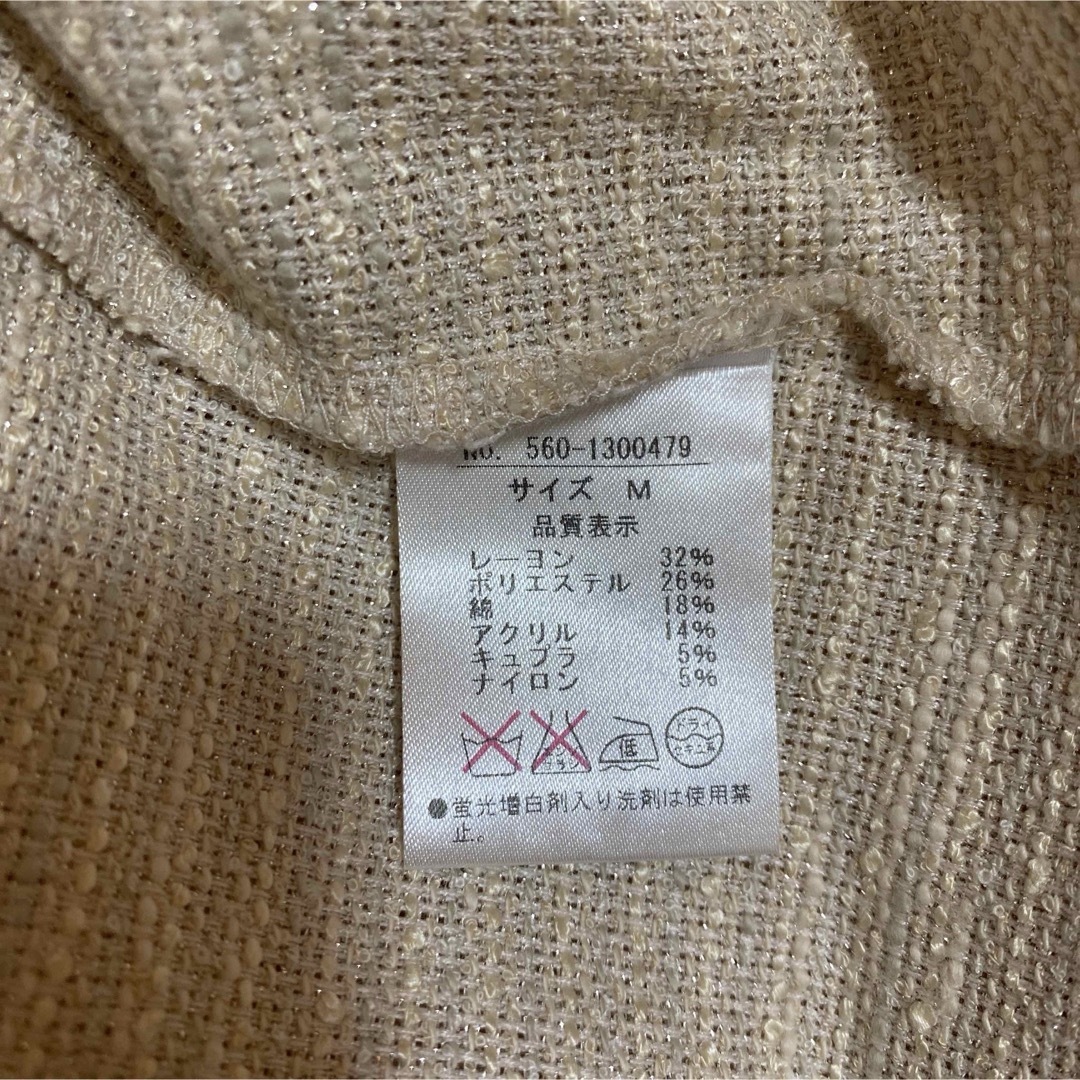 No. 560-1300479
サイズ M
品質表示
レーヨン 32%
ポリエステル 26%
綿 18%
アクリル 14%
キュプラ 5%
ナイロン 5%
低 ドライ
●蛍光増白剤入り洗剤は使用禁
止。